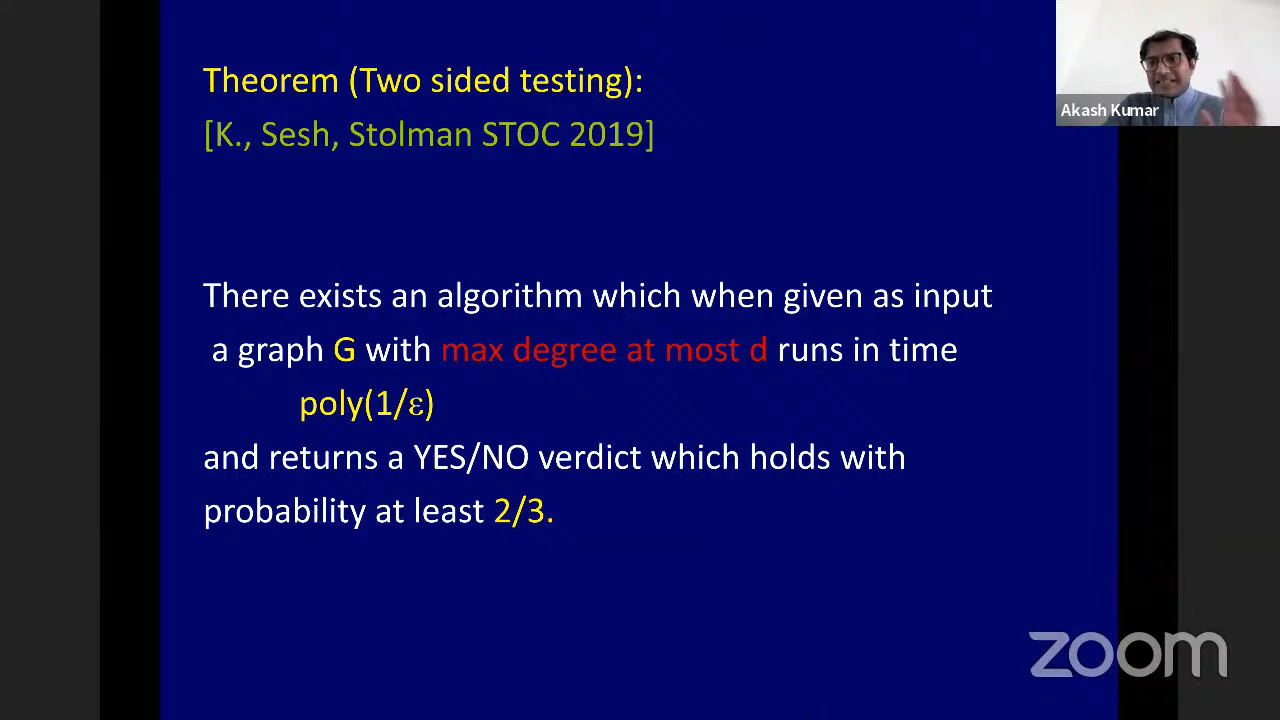 Theorem (Two sided testing):
[K., Sesh, Stolman STOC 2019]
Akash Kumar
There exists an algorithm which when given as input
a graph G with max degree at most d runs in time
poly(1/ε)
and returns a YES/NO verdict which holds with
probability at least 2/3.
zoom